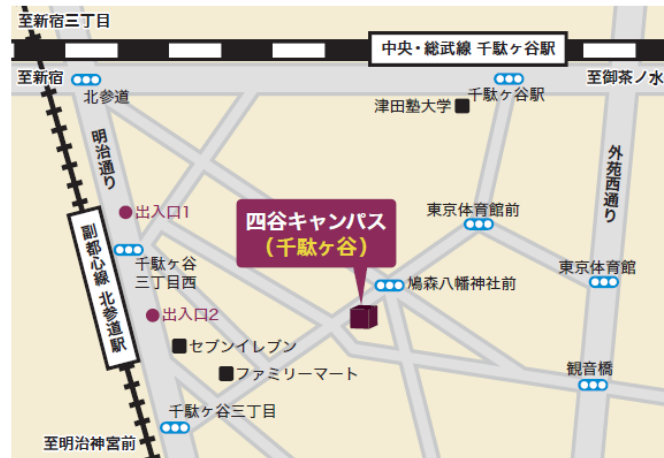 至新宿三丁目
中央・総武線 千駄ヶ谷駅
至新宿
至御茶ノ水
北参道
千駄ヶ谷駅
津田塾大学
明治通り
外苑西通り
出入口1
四谷キャンパス
（千駄ヶ谷）
東京体育館前
副都心線 北参道駅
千駄ヶ谷
三丁目西
東京体育館
鳩森八幡神社前
出入口2
セブンイレブン
ファミリーマート
観音橋
千駄ヶ谷三丁目
至明治神宮前